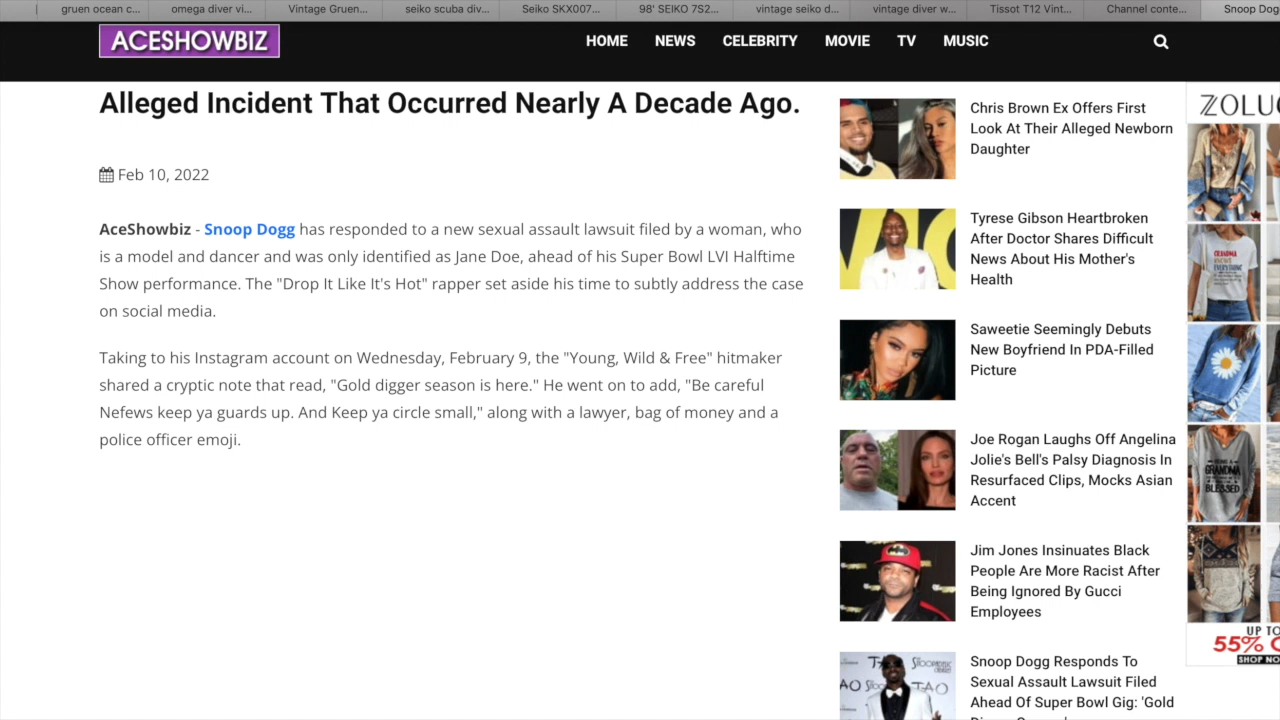 gruen ocean c...
omega diver vi...
Vintage Gruen...
seiko scuba div...
Seiko SKX007...
98' SEIKO 7S2...
vintage seiko d...
vintage diver w...
Tissot T12 Vint...
Channel conte...
Snoop Dog
ACESHOWBIZ
HOME NEWS CELEBRITY MOVIE TV MUSIC
Alleged Incident That Occurred Nearly A Decade Ago.
Feb 10, 2022
AceShowbiz - Snoop Dogg has responded to a new sexual assault lawsuit filed by a woman, who
is a model and dancer and was only identified as Jane Doe, ahead of his Super Bowl LVI Halftime
Show performance. The "Drop It Like It's Hot" rapper set aside his time to subtly address the case
on social media.
Taking to his Instagram account on Wednesday, February 9, the "Young, Wild & Free" hitmaker
shared a cryptic note that read, "Gold digger season is here." He went on to add, "Be careful
Nefews keep ya guards up. And Keep ya circle small," along with a lawyer, bag of money and a
police officer emoji.
Chris Brown Ex Offers First
Look At Their Alleged Newborn
Daughter
Tyrese Gibson Heartbroken
After Doctor Shares Difficult
News About His Mother's
Health
Saweetie Seemingly Debuts
New Boyfriend In PDA-Filled
Picture
Joe Rogan Laughs Off Angelina
Jolie's Bell's Palsy Diagnosis In
Resurfaced Clips, Mocks Asian
Accent
Jim Jones Insinuates Black
People Are More Racist After
Being Ignored By Gucci
Employees
TAO
TAO
Snoop Dogg Responds To
Sexual Assault Lawsuit Filed
Ahead Of Super Bowl Gig: 'Gold
ZOLU
GRANDMA
KNOWS
EVERYTHING
GRANDMA
BLESSED
UP TO
55%
SHOP NO